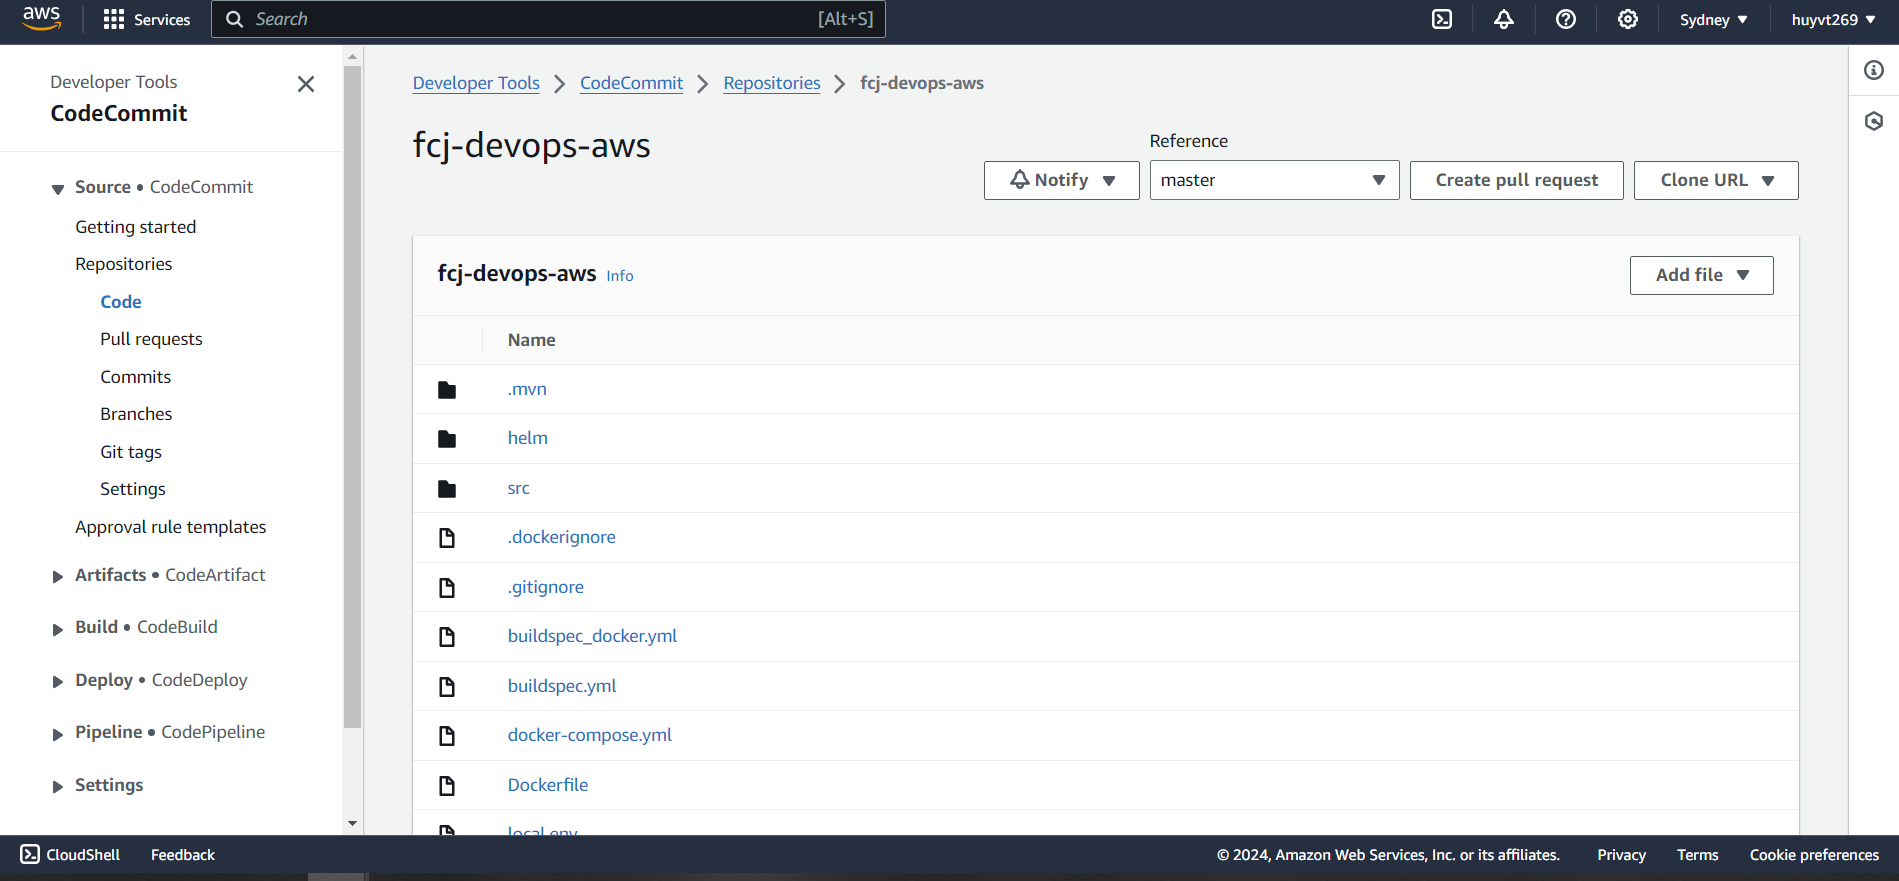 aws
Services
Search
[Alt+S]
Sydney
huyvt269
Developer Tools
CodeCommit
Source • CodeCommit
Getting started
Repositories
Code
Pull requests
Commits
Branches
Git tags
Settings
Approval rule templates
Artifacts • CodeArtifact
Build • CodeBuild
Deploy • CodeDeploy
Pipeline • CodePipeline
Settings
Developer Tools
CodeCommit
Repositories
fcj-devops-aws
fcj-devops-aws
Notify
Reference
master
Create pull request
Clone URL
fcj-devops-aws Info
Add file
Name
.mvn
helm
src
.dockerignore
.gitignore
buildspec_docker.yml
buildspec.yml
docker-compose.yml
Dockerfile
local.env
CloudShell
Feedback
© 2024, Amazon Web Services, Inc. or its affiliates.
Privacy
Terms
Cookie preferences